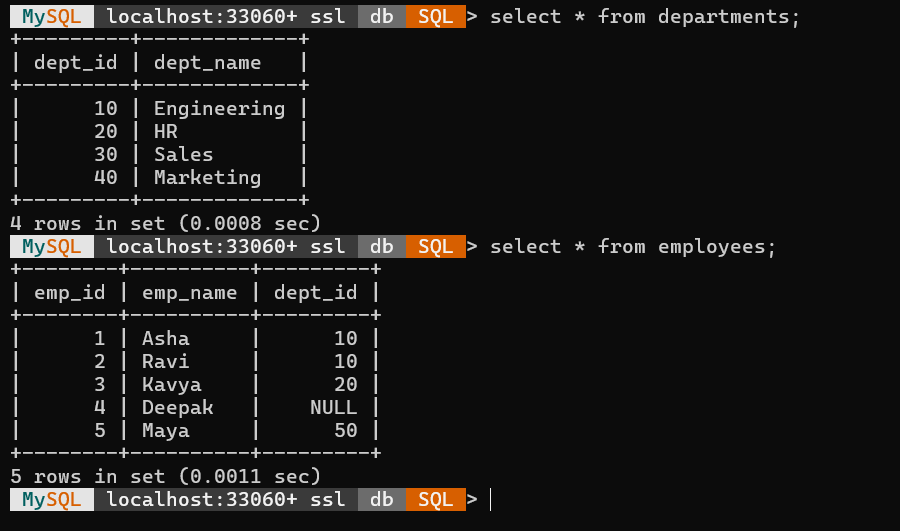 MySQL localhost:33060+ ssl db SQL> select * from departments;
+---------+-------------+
| dept_id | dept_name   |
+---------+-------------+
|      10 | Engineering |
|      20 | HR          |
|      30 | Sales       |
|      40 | Marketing   |
+---------+-------------+
4 rows in set (0.0008 sec)
MySQL localhost:33060+ ssl db SQL> select * from employees;
+--------+----------+---------+
| emp_id | emp_name | dept_id |
+--------+----------+---------+
|      1 | Asha     |      10 |
|      2 | Ravi     |      10 |
|      3 | Kavya    |      20 |
|      4 | Deepak   |    NULL |
|      5 | Maya     |      50 |
+--------+----------+---------+
5 rows in set (0.0011 sec)
MySQL localhost:33060+ ssl db SQL>